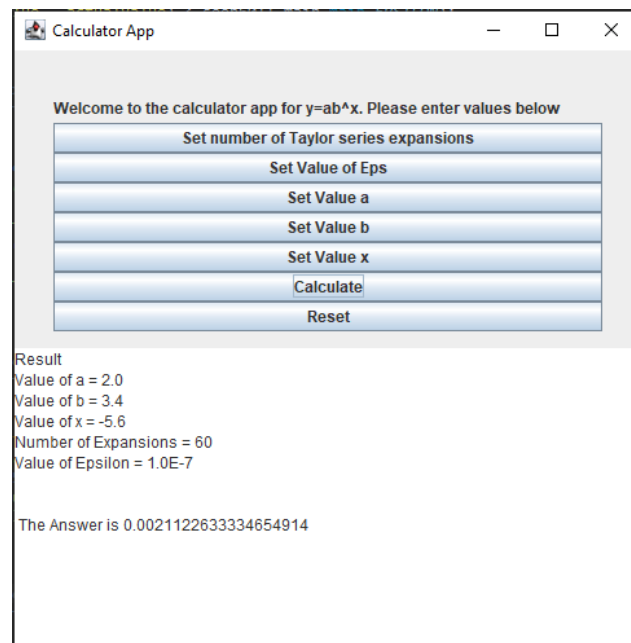 Calculator App
Welcome to the calculator app for y=ab^x. Please enter values below
Set number of Taylor series expansions
Set Value of Eps
Set Value a
Set Value b
Set Value x
Calculate
Reset
Result
Value of a = 2.0
Value of b = 3.4
Value of x = -5.6
Number of Expansions = 60
Value of Epsilon = 1.0E-7
The Answer is 0.0021122633334654914